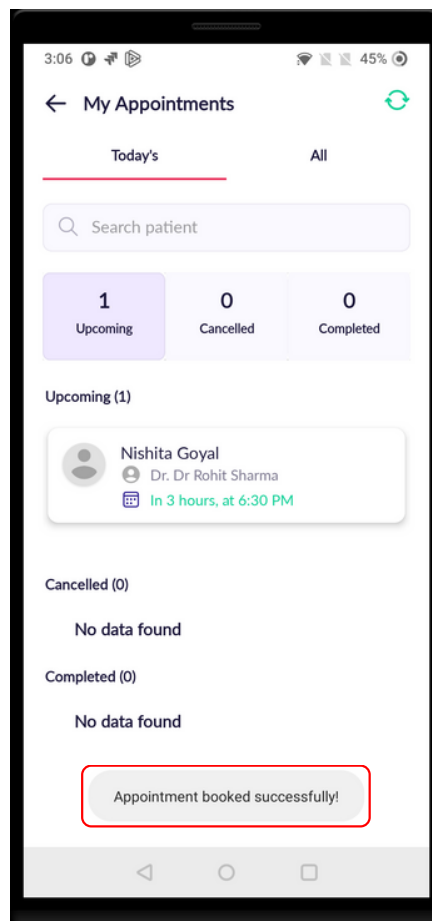 3:06 45%
My Appointments
Today's All
Search patient
1 0 0
Upcoming Cancelled Completed
Upcoming (1)
Nishita Goyal
Dr. Dr Rohit Sharma
In 3 hours, at 6:30 PM
Cancelled (0)
No data found
Completed (0)
No data found
Appointment booked successfully!